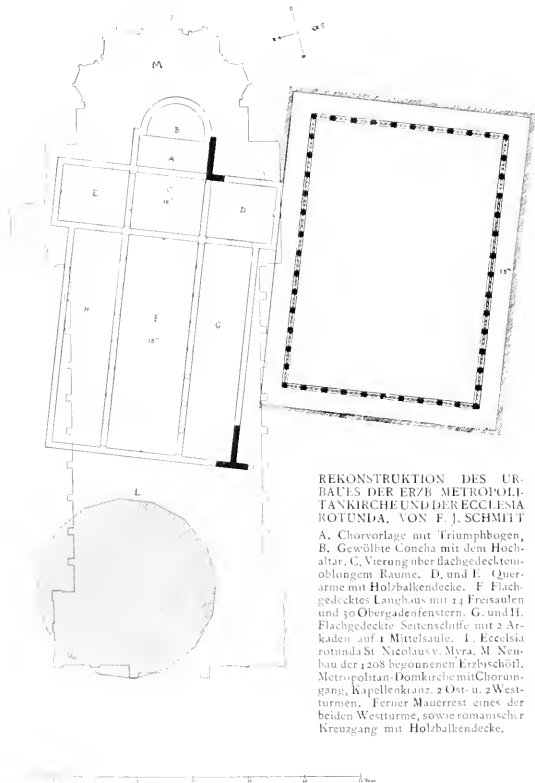 M
B
A
C
E
D
H
F
G
L
REKONSTRUKTION DES UR-
BAUES DER ERZB METROPOLI-
TANKIRCHE UND DER ECCLESIA
ROTUNDA. VON F. J. SCHMITT
A. Chorvorlage mit Triumphbogen,
B. Gewölbte Concha mit dem Hoch-
altar. C. Vierung über flachgedecktem
oblongem Raume. D. und E. Quer-
arme mit Holzbalkendecke. F Flach-
gedecktes Langhaus mit 14 Freisäulen
und 30 Obergadenfenstern. G. und H.
Flachgedeckte Seitenschiffe mit 2 Ar-
kaden auf 1 Mittelsäule. L. Eccelsia
rotunda St Nicolaus v. Myra. M Neu-
bau der 1208 begonnenen Erzbischöfl.
Metropolitan-Domkirche mit Chorum-
gang, Kapellenkranz, 2 Ost- u. 2 West-
türmen. Ferner Mauerrest eines der
beiden Westtürme, sowie romanischer
Kreuzgang mit Holzbalkendecke.